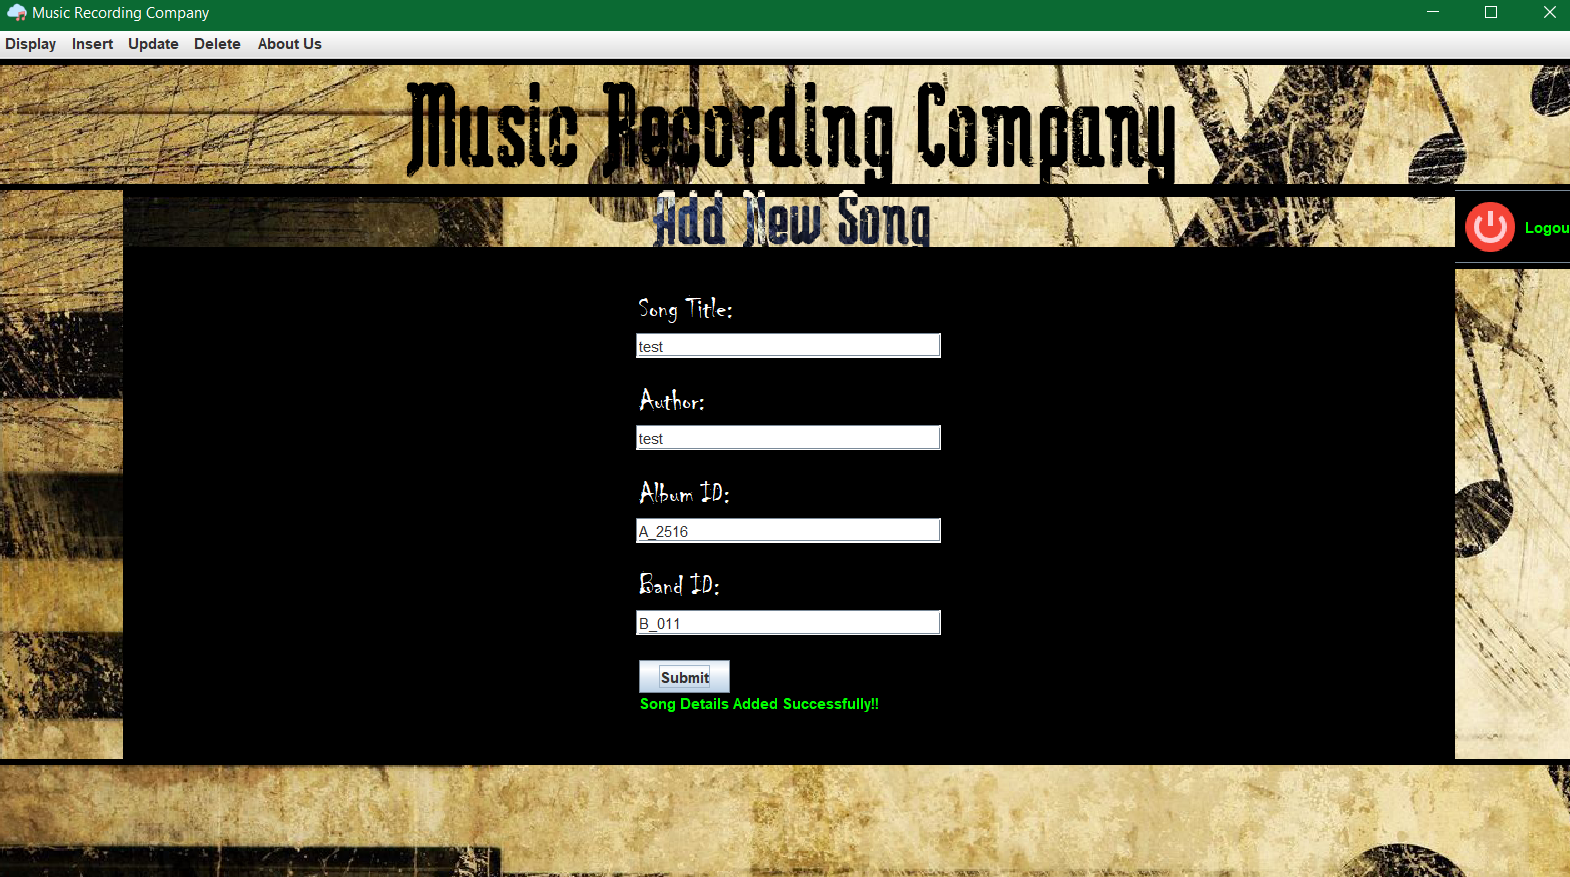 Music Recording Company
Display Insert Update Delete About Us
Music Recording Company
Add New Song
Logou
Song Title:
test
Author:
test
Album ID:
A_2516
Band ID:
B_011
Submit
Song Details Added Successfully!!